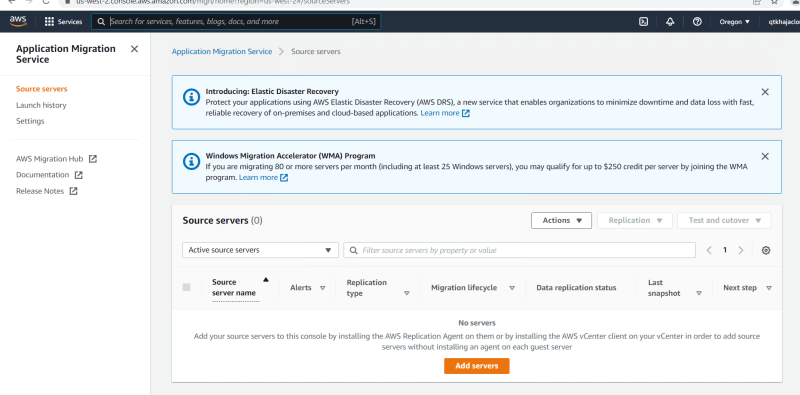 us-west-2.console.aws.amazon.com/mgn/home?region=us-west-2#/sourceServers
aws
Services
Search for services, features, blogs, docs, and more
[Alt+S]
Oregon
qtkhajaclou
Application Migration Service
Source servers
Launch history
Settings
AWS Migration Hub
Documentation
Release Notes
Application Migration Service > Source servers
Introducing: Elastic Disaster Recovery
Protect your applications using AWS Elastic Disaster Recovery (AWS DRS), a new service that enables organizations to minimize downtime and data loss with fast,
reliable recovery of on-premises and cloud-based applications. Learn more
Windows Migration Accelerator (WMA) Program
If you are migrating 80 or more servers per month (including at least 25 Windows servers), you may qualify for up to $250 credit per server by joining the WMA
program. Learn more
Source servers (0)
Actions
Replication
Test and cutover
Active source servers
Filter source servers by property or value
1
Source server name
Alerts
Replication type
Migration lifecycle
Data replication status
Last snapshot
Next step
No servers
Add your source servers to this console by installing the AWS Replication Agent on them or by installing the AWS vCenter client on your vCenter in order to add source
servers without installing an agent on each guest server
Add servers